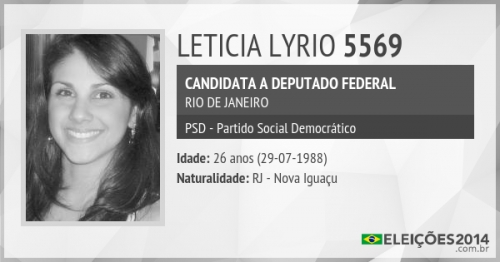 LETICIA LYRIO 5569
CANDIDATA A DEPUTADO FEDERAL
RIO DE JANEIRO
PSD - Partido Social Democrático
Idade: 26 anos (29-07-1988)
Naturalidade: RJ - Nova Iguaçu
ELEIÇÕES2014
.com.br